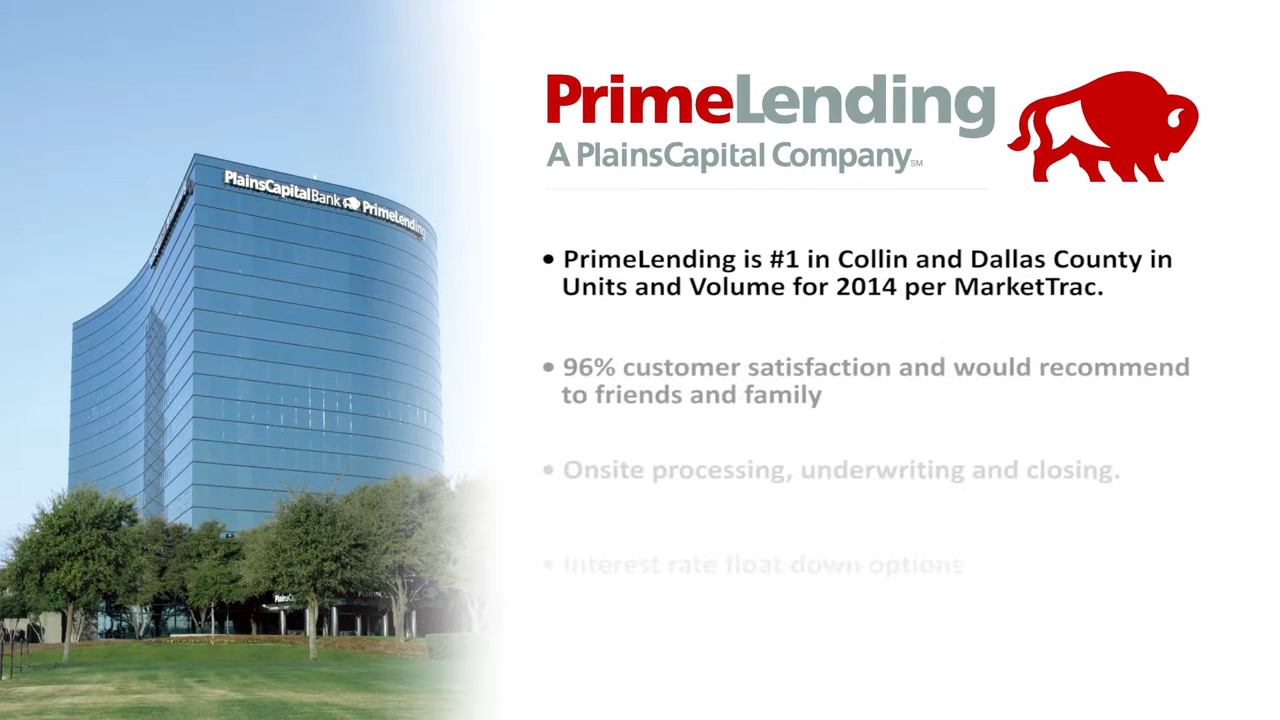 PrimeLending
A PlainsCapital Company SM
PlainsCapital Bank PrimeLending
• PrimeLending is #1 in Collin and Dallas County in
Units and Volume for 2014 per MarketTrac.
• 96% customer satisfaction and would recommend
to friends and family
• Onsite processing, underwriting and closing.
• Interest rate float down options